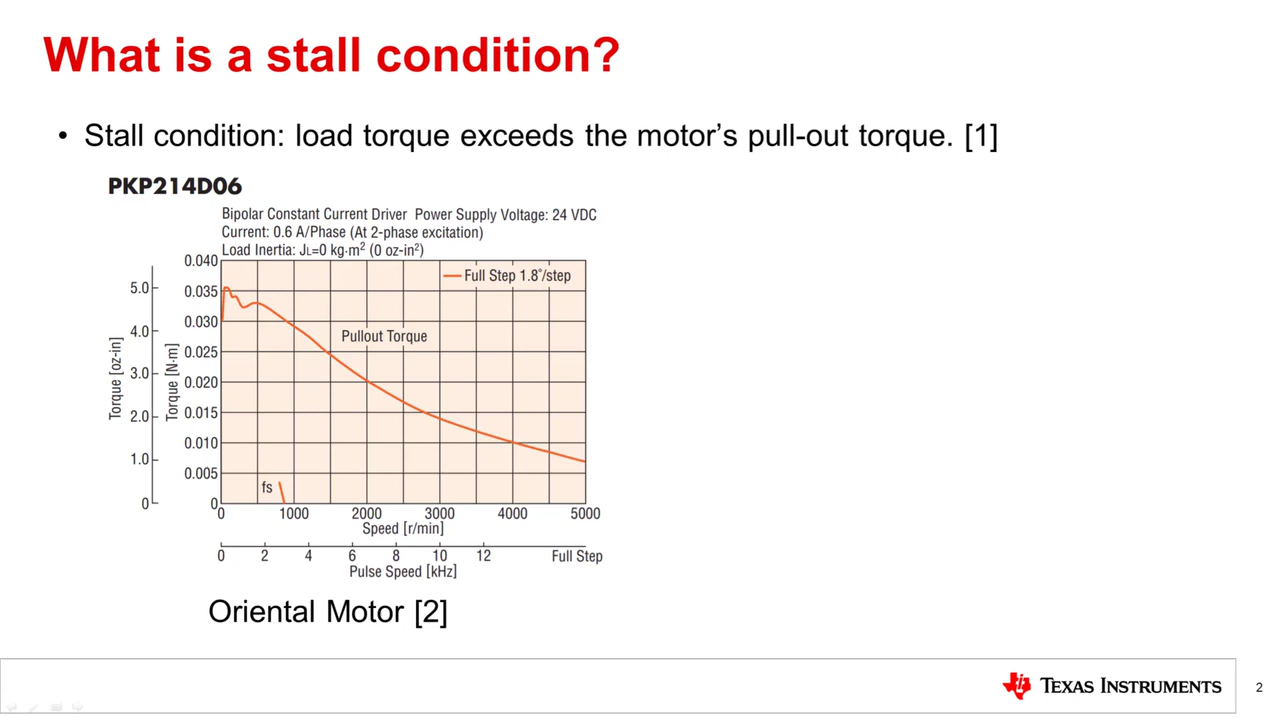 What is a stall condition?
• Stall condition: load torque exceeds the motor’s pull-out torque. [1]
PKP214D06
Bipolar Constant Current Driver Power Supply Voltage: 24 VDC
Current: 0.6 A/Phase (At 2-phase excitation)
Load Inertia: JL=0 kg·m² (0 oz-in²)
Full Step 1.8˚/step
Pullout Torque
fs
Torque [oz-in]
5.0
4.0
3.0
2.0
1.0
0
Torque [N·m]
0.040
0.035
0.030
0.025
0.020
0.015
0.010
0.005
0
0 1000 2000 3000 4000 5000
Speed [r/min]
0 2 4 6 8 10 12 Full Step
Pulse Speed [kHz]
Oriental Motor [2]
TEXAS INSTRUMENTS
2